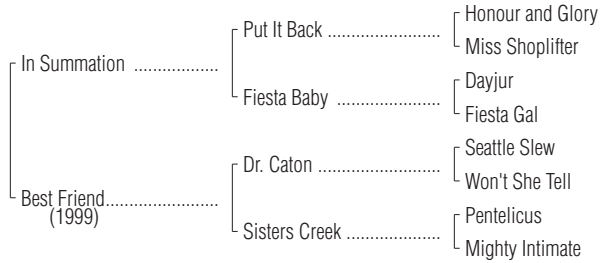 Honour and Glory
Put It Back ..................
Miss Shoplifter
In Summation ..............
Dayjur
Fiesta Baby .................
Fiesta Gal
Seattle Slew
Dr. Caton .....................
Won't She Tell
Best Friend...................
(1999)
Pentelicus
Sisters Creek ................
Mighty Intimate